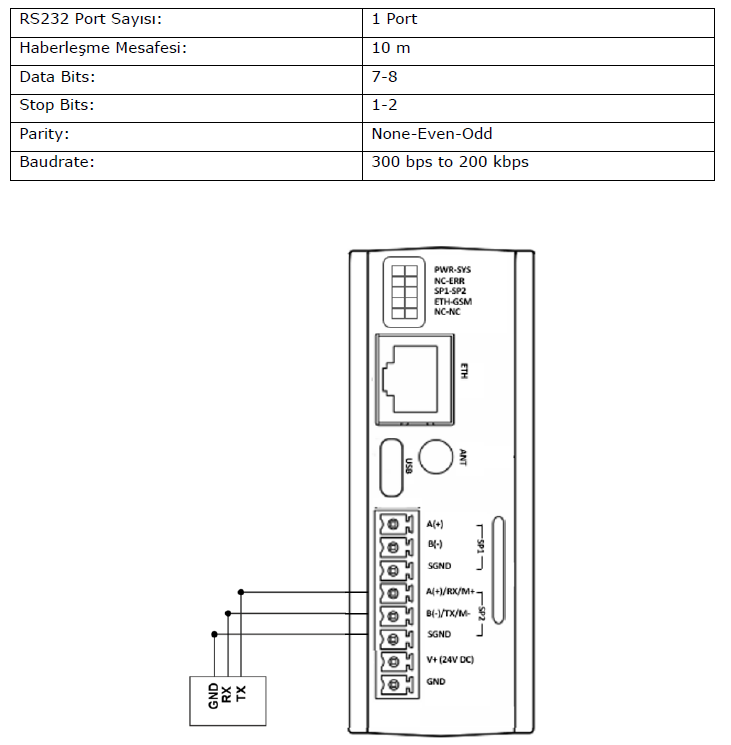 RS232 Port Sayısı: 1 Port
Haberleşme Mesafesi: 10 m
Data Bits: 7-8
Stop Bits: 1-2
Parity: None-Even-Odd
Baudrate: 300 bps to 200 kbps
PWR-SYS
NC-ERR
SP1-SP2
ETH-GSM
NC-NC
ETH
USB
ANT
A(+)
B(-)
SP1
SGND
A(+)/RX/M+
B(-)/TX/M-
SP2
SGND
V+ (24V DC)
GND
GND
RX
TX